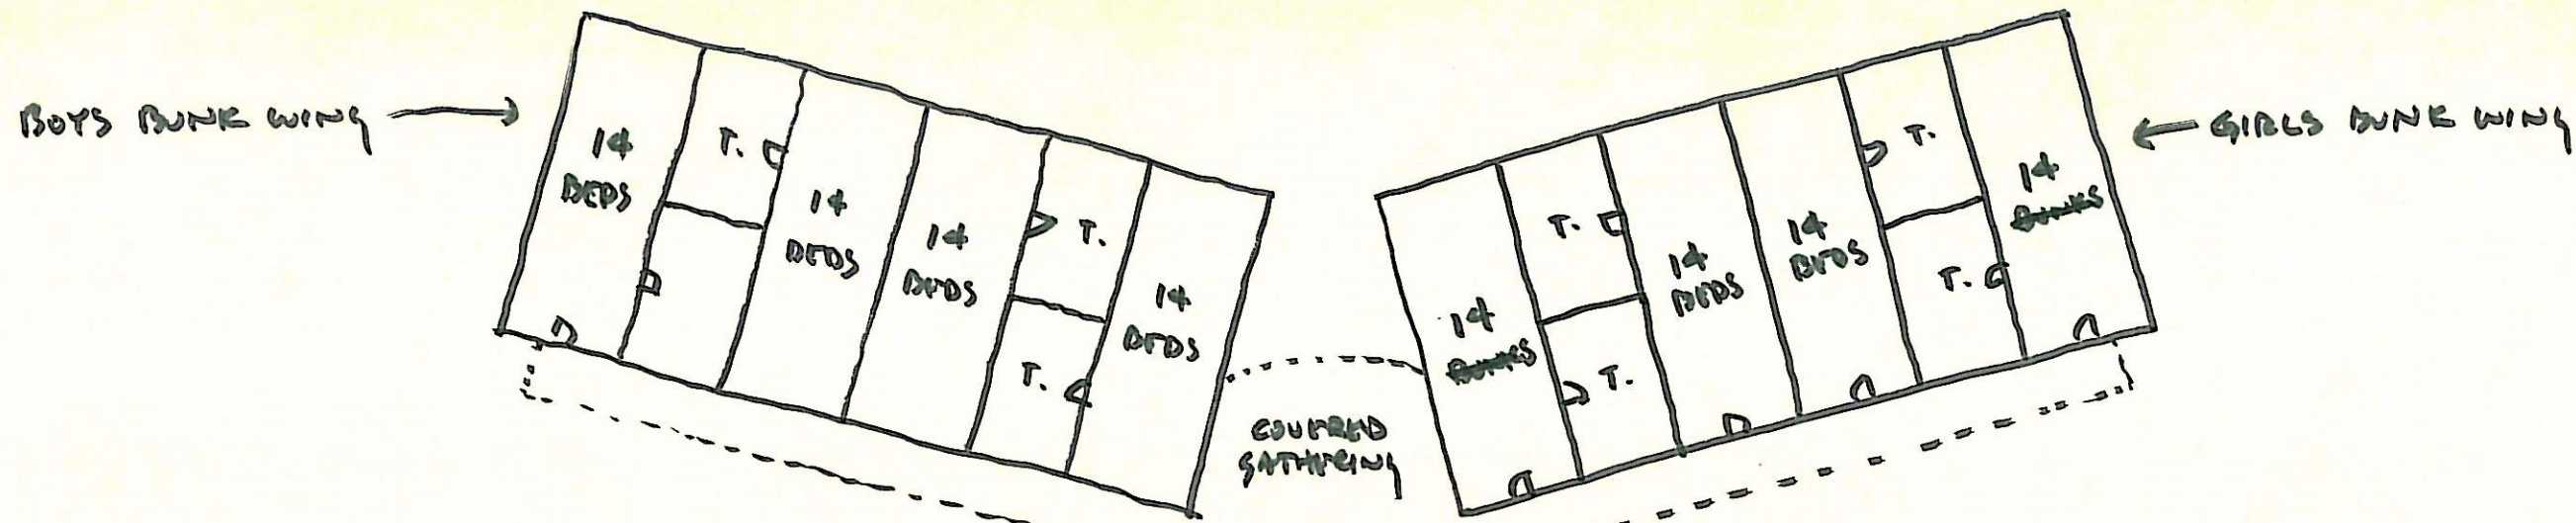 BOYS BUNK WING
14
BEDS
T.
14
BEDS
14
BEDS
T.
T.
14
BEDS
COVERED
GATHERING
14
BUNKS
T.
T.
14
BEDS
14
BEDS
T.
T.
14
BUNKS
GIRLS BUNK WING